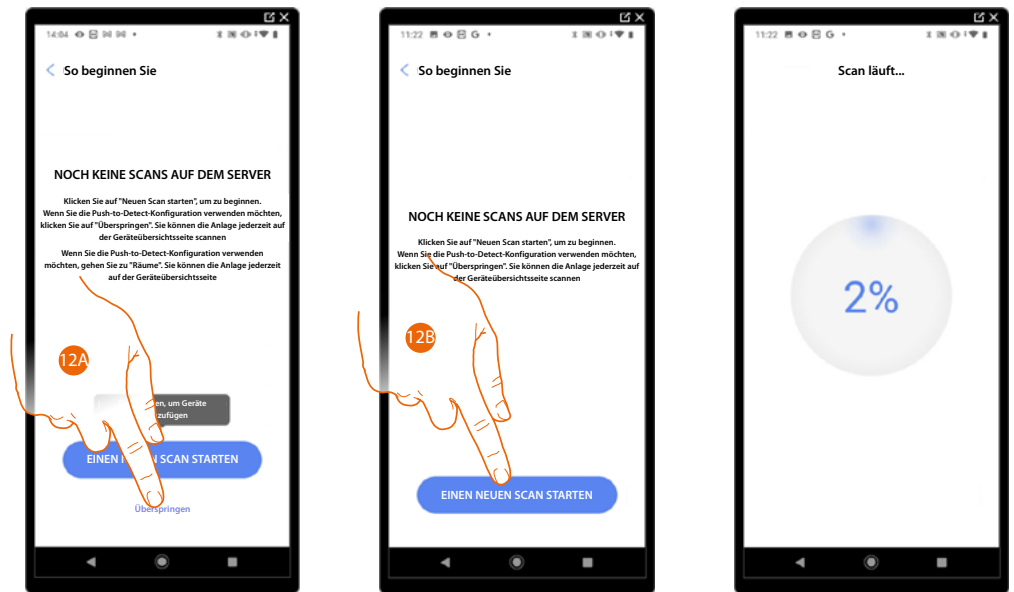 14:04
So beginnen Sie
NOCH KEINE SCANS AUF DEM SERVER
Klicken Sie auf "Neuen Scan starten", um zu beginnen.
Wenn Sie die Push-to-Detect-Konfiguration verwenden möchten,
klicken Sie auf "Überspringen". Sie können die Anlage jederzeit auf
der Geräteübersichtsseite scannen
Wenn Sie die Push-to-Detect-Konfiguration verwenden
möchten, gehen Sie zu "Räume". Sie können die Anlage jederzeit
auf der Geräteübersichtsseite
12A
um Geräte
EINEN SCAN STARTEN
Überspringen
11:22 G
So beginnen Sie
NOCH KEINE SCANS AUF DEM SERVER
Klicken Sie auf "Neuen Scan starten", um zu beginnen.
Wenn Sie die Push-to-Detect-Konfiguration verwenden möchten,
klicken Sie auf "Überspringen". Sie können die Anlage jederzeit auf
der Geräteübersichtsseite scannen
12B
EINEN NEUEN SCAN STARTEN
11:22 G
Scan läuft...
2%